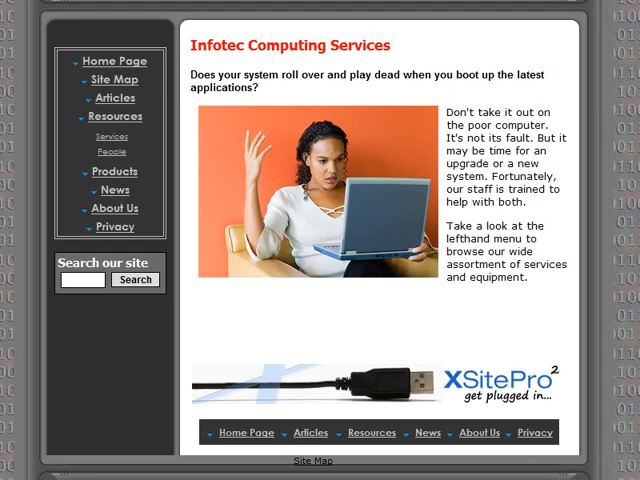 Home Page
Site Map
Articles
Resources
Services
People
Products
News
About Us
Privacy
Search our site
Search
Infotec Computing Services
Does your system roll over and play dead when you boot up the latest
applications?
Don't take it out on
the poor computer.
It's not its fault. But it
may be time for an
upgrade or a new
system. Fortunately,
our staff is trained to
help with both.
Take a look at the
lefthand menu to
browse our wide
assortment of services
and equipment.
XSitePro2
get plugged in...
Home Page Articles Resources News About Us Privacy
Site Map